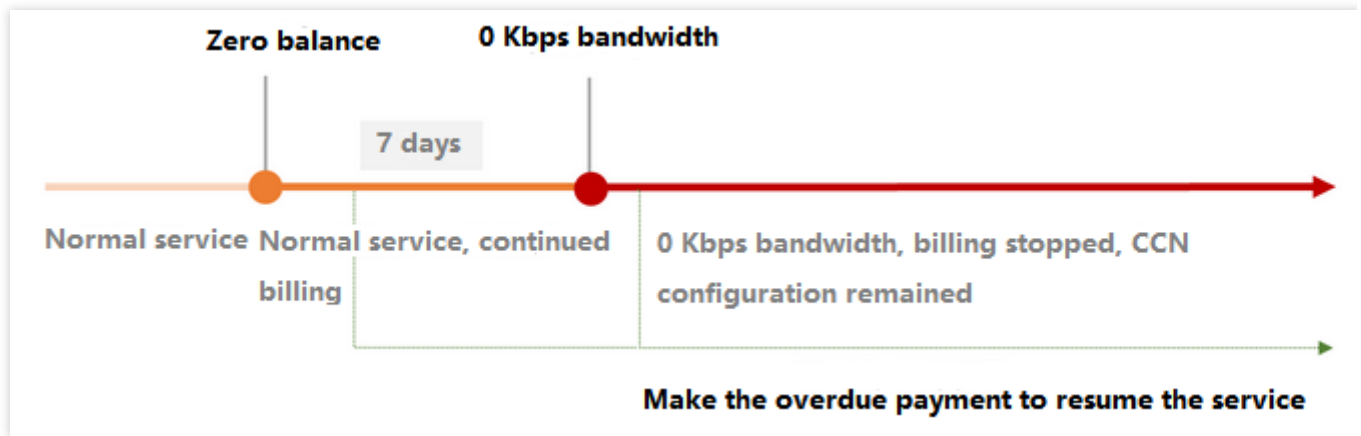 Zero balance
0 Kbps bandwidth
7 days
Normal service
Normal service, continued
billing
0 Kbps bandwidth, billing stopped, CCN
configuration remained
Make the overdue payment to resume the service